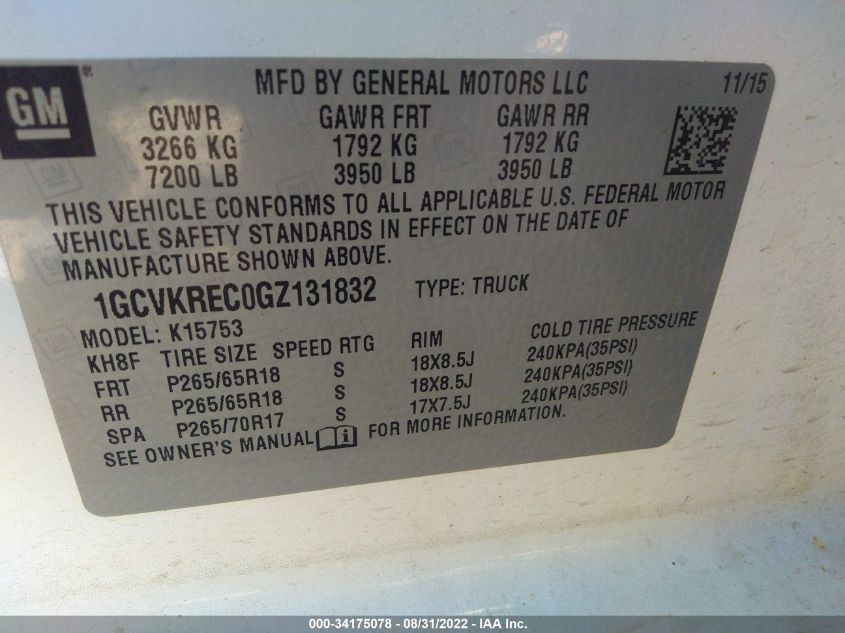 GM ® MFD BY GENERAL MOTORS LLC 11/15
GVWR GAWR FRT GAWR RR
3266 KG 1792 KG 1792 KG
7200 LB 3950 LB 3950 LB
THIS VEHICLE CONFORMS TO ALL APPLICABLE U.S. FEDERAL MOTOR
VEHICLE SAFETY STANDARDS IN EFFECT ON THE DATE OF
MANUFACTURE SHOWN ABOVE.
1GCVKREC0GZ131832 TYPE: TRUCK
MODEL: K15753
KH8F TIRE SIZE SPEED RTG RIM COLD TIRE PRESSURE
FRT P265/65R18 S 18X8.5J 240KPA(35PSI)
RR P265/65R18 S 18X8.5J 240KPA(35PSI)
SPA P265/70R17 S 17X7.5J 240KPA(35PSI)
SEE OWNER'S MANUAL i FOR MORE INFORMATION.
000-34175078 - 08/31/2022 - IAA Inc.